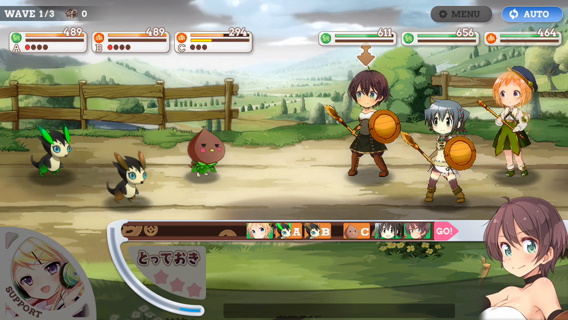 WAVE 1/3 0 MENU AUTO
489 489 294 611 656 464
A B C
A B C GO!
とっておき
SUPPORT